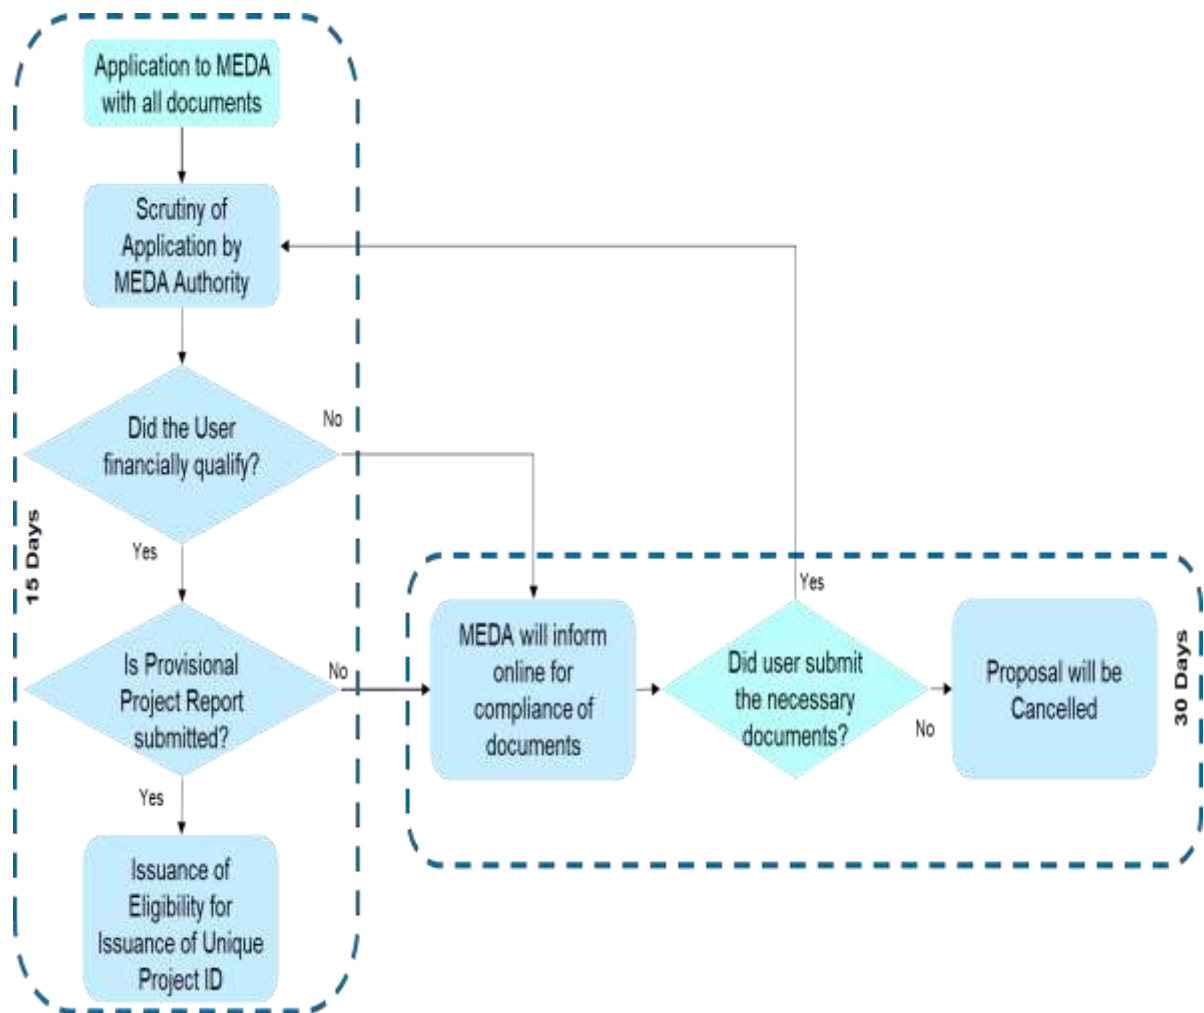 Application to MEDA
with all documents
Scrutiny of
Application by
MEDA Authority
Did the User
financially qualify?
No
Yes
15 Days
Is Provisional
Project Report
submitted?
No
Yes
Issuance of
Eligibility for
Issuance of Unique
Project ID
MEDA will inform
online for
compliance of
documents
Did user submit
the necessary
documents?
Yes
No
Proposal will be
Cancelled
30 Days